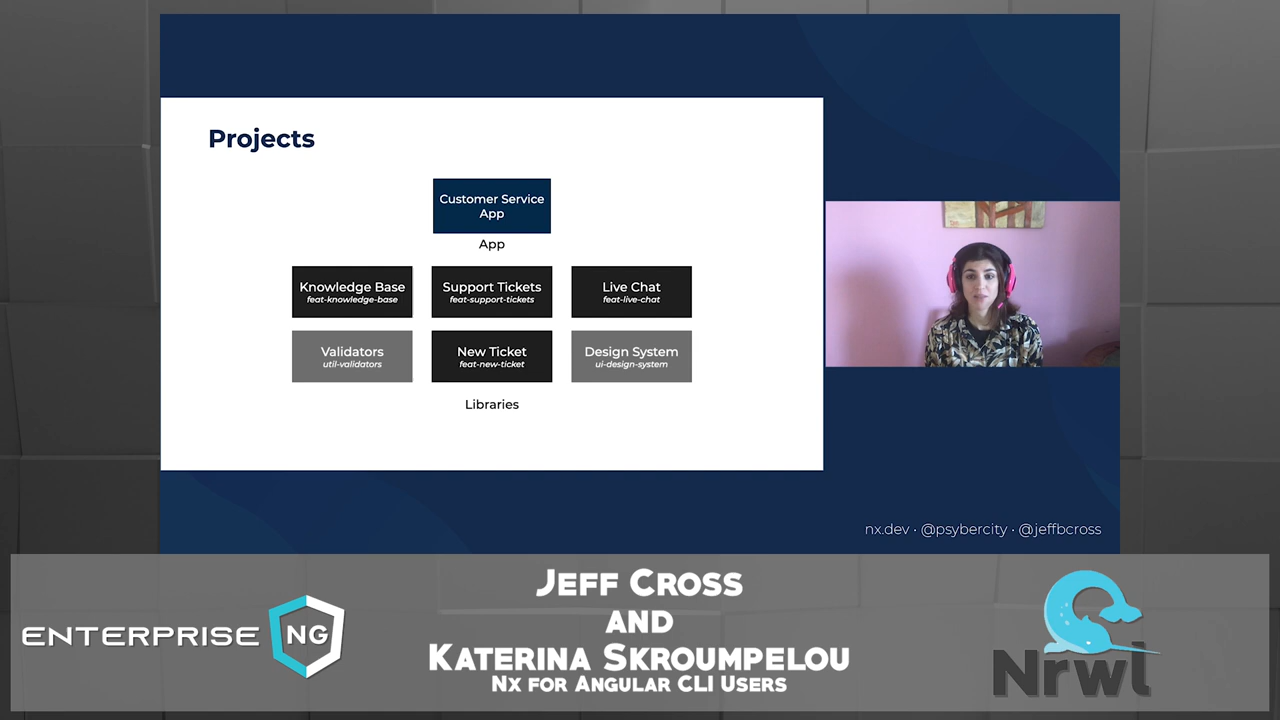 Projects
Customer Service
App
App
Knowledge Base
feat-knowledge-base
Support Tickets
feat-support-tickets
Live Chat
feat-live-chat
Validators
util-validators
New Ticket
feat-new-ticket
Design System
ui-design-system
Libraries
nx.dev · @psybercity · @jeffbcross
ENTERPRISE NG
Jeff Cross
and
Katerina Skroumpelou
Nx for Angular CLI Users
Nrwl